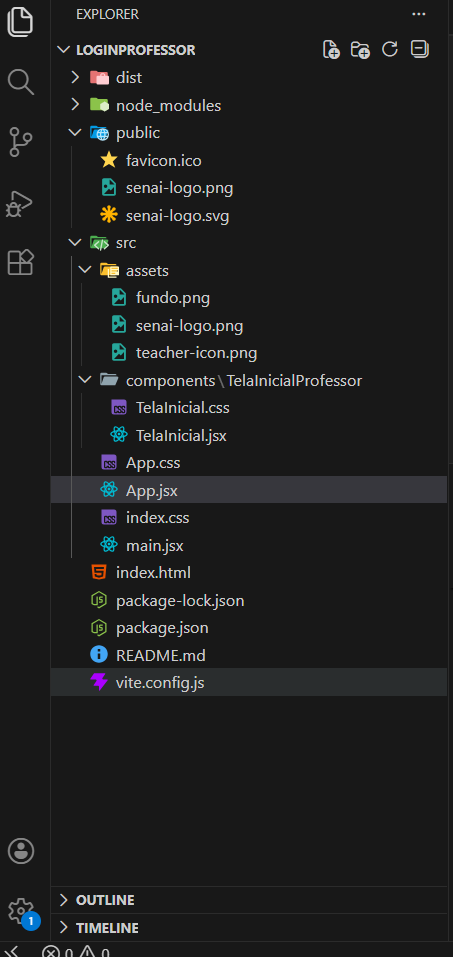 EXPLORER
LOGINPROFESSOR
dist
node_modules
public
favicon.ico
senai-logo.png
senai-logo.svg
src
assets
fundo.png
senai-logo.png
teacher-icon.png
components\TelaInicialProfessor
TelaInicial.css
TelaInicial.jsx
App.css
App.jsx
index.css
main.jsx
index.html
package-lock.json
package.json
README.md
vite.config.js
1
OUTLINE
TIMELINE
0 0